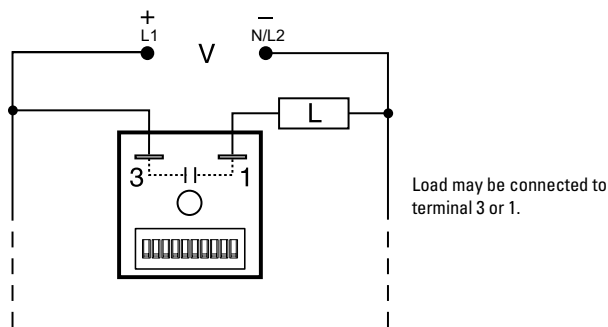 +
L1
V
–
N/L2
L
3
1
Load may be connected to
terminal 3 or 1.